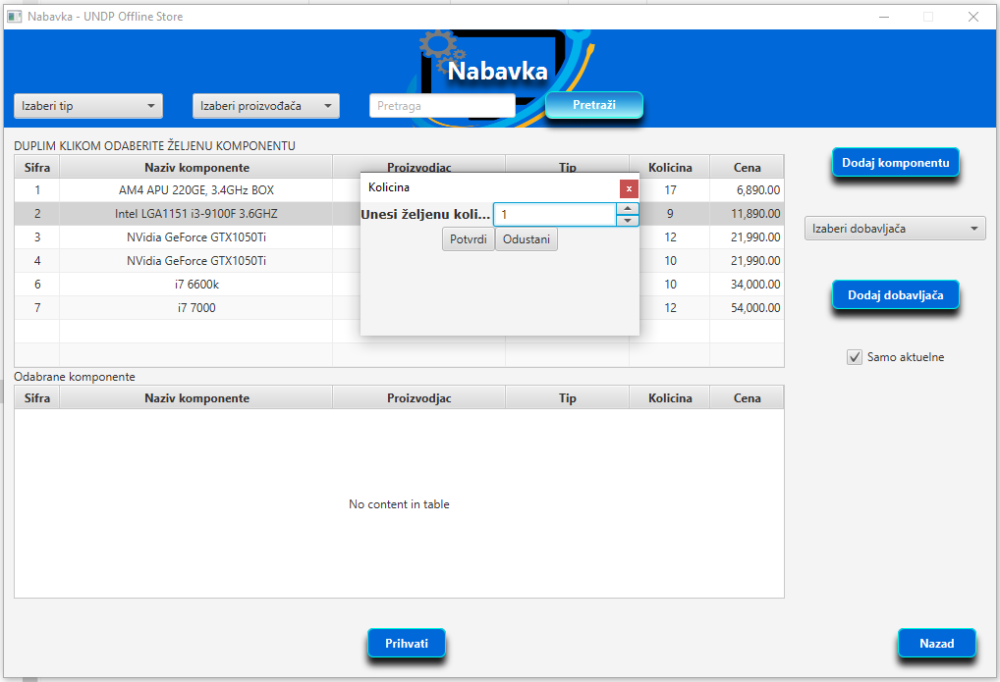 Nabavka - UNDP Offline Store
Nabavka
Izaberi tip
Izaberi proizvođača
Pretraga
Pretraži
DUPLIM KLIKOM ODABERITE ŽELJENU KOMPONENTU
Sifra Naziv komponente Proizvodjac Tip Kolicina Cena
1 AM4 APU 220GE, 3.4GHz BOX 17 6,890.00
2 Intel LGA1151 i3-9100F 3.6GHZ 9 11,890.00
3 NVidia GeForce GTX1050Ti 12 21,990.00
4 NVidia GeForce GTX1050Ti 10 21,990.00
6 i7 6600k 10 34,000.00
7 i7 7000 12 54,000.00
Kolicina
x
Unesi željenu koli... 1
Potvrdi Odustani
Dodaj komponentu
Izaberi dobavljača
Dodaj dobavljača
Samo aktuelne
Odabrane komponente
Sifra Naziv komponente Proizvodjac Tip Kolicina Cena
No content in table
Prihvati
Nazad